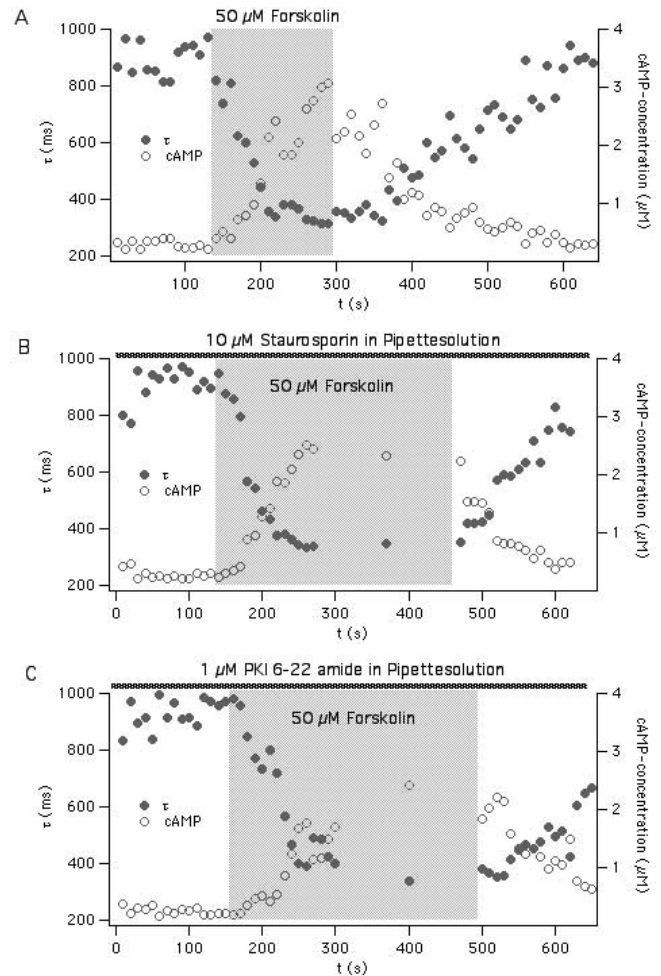 A
50 µM Forskolin
1000
800
600
400
200
τ (ms)
τ
cAMP
4
3
2
1
cAMP-concentration (µM)
100
200
300
400
500
600
t (s)
B
10 µM Staurosporin in Pipettesolution
50 µM Forskolin
1000
800
600
400
200
τ (ms)
τ
cAMP
4
3
2
1
cAMP-concentration (µM)
0
100
200
300
400
500
600
t (s)
C
1 µM PKI 6-22 amide in Pipettesolution
50 µM Forskolin
1000
800
600
400
200
τ (ms)
τ
cAMP
4
3
2
1
cAMP-concentration (µM)
0
100
200
300
400
500
600
t (s)